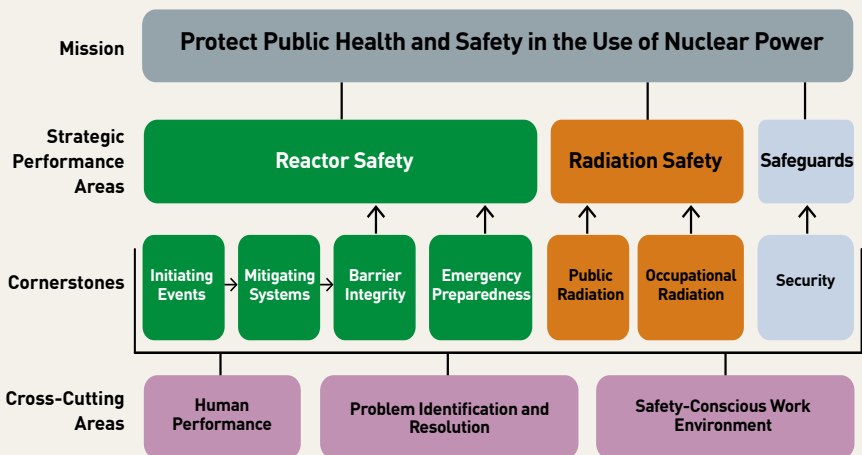 Mission
Protect Public Health and Safety in the Use of Nuclear Power
Strategic
Performance
Areas
Reactor Safety
Radiation Safety
Safeguards
Cornerstones
Initiating
Events
Mitigating
Systems
Barrier
Integrity
Emergency
Preparedness
Public
Radiation
Occupational
Radiation
Security
Cross-Cutting
Areas
Human
Performance
Problem Identification and
Resolution
Safety-Conscious Work
Environment